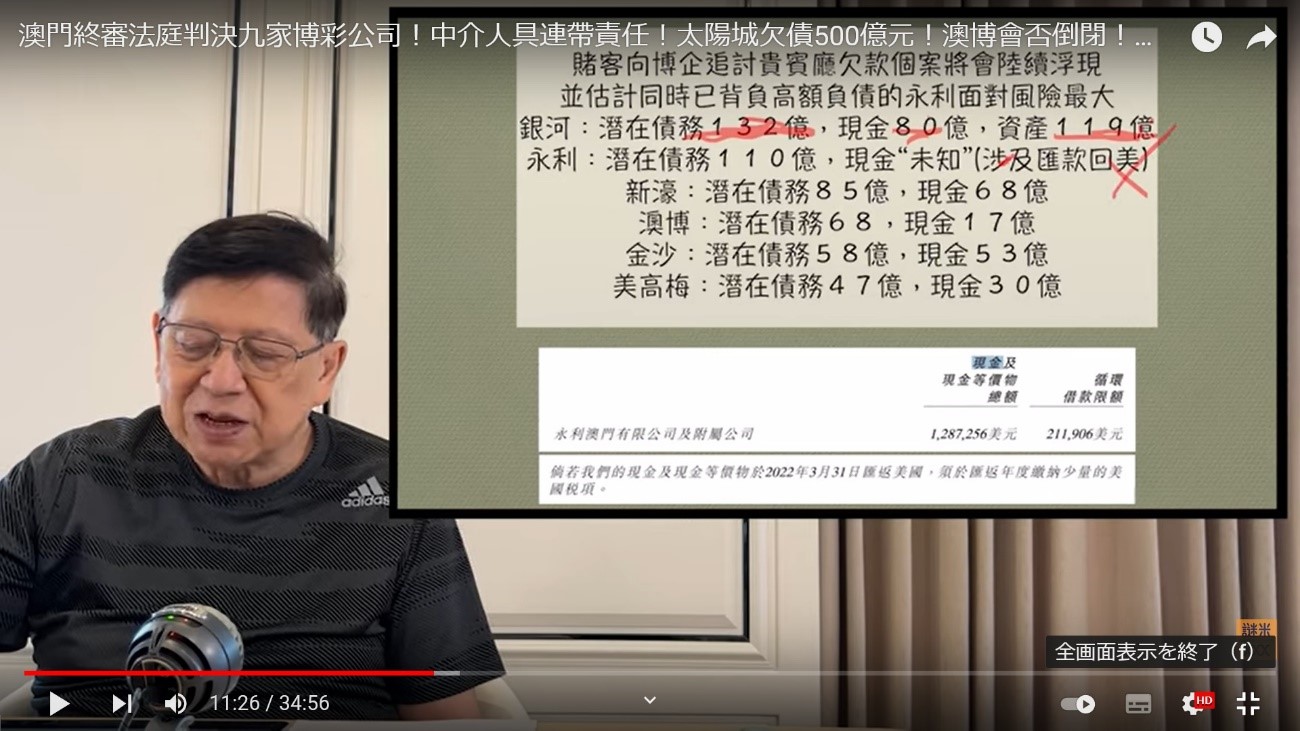 澳門終審法庭判決九家博彩公司！中介人具連帶責任！太陽城欠債500億元！澳博會否倒閉！...
賭客向博企追討貴賓廳欠款個案將會陸續浮現
並估計同時已背負高額負債的永利面對風險最大
銀河：潛在債務１３２億，現金８０億，資產１１９億
永利：潛在債務１１０億，現金“未知”(涉及匯款回美)
新濠：潛在債務８５億，現金６８億
澳博：潛在債務６８，現金１７億
金沙：潛在債務５８億，現金５３億
美高梅：潛在債務４７億，現金３０億
現金及
現金等價物 循環
總額 借款限額
永利澳門有限公司及附屬公司 1,287,256美元 211,906美元
倘若我們的現金及現金等價物於2022年3月31日匯返美國，須於匯返年度繳納少量的美
國稅項。
adidas
謎米
全画面表示を終了（f）
11:26 / 34:56
HD